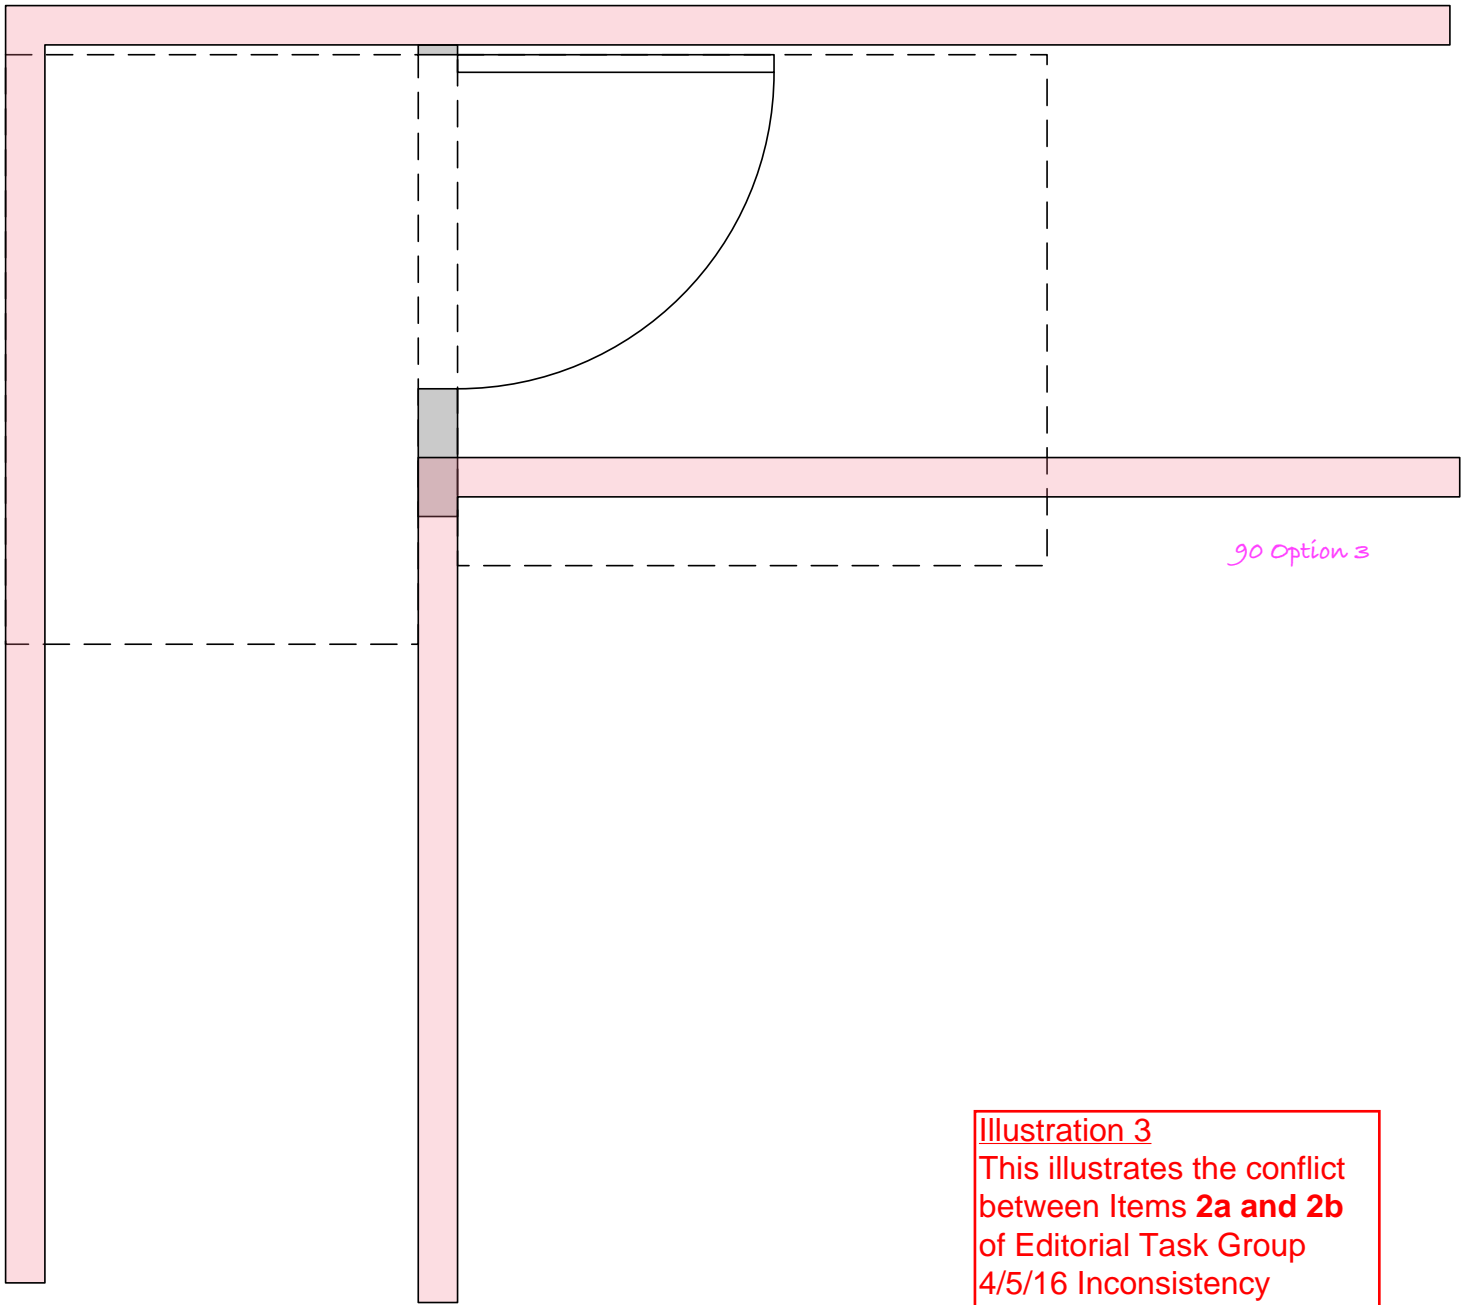 90 Option 3
Illustration 3
This illustrates the conflict
between Items 2a and 2b
of Editorial Task Group
4/5/16 Inconsistency